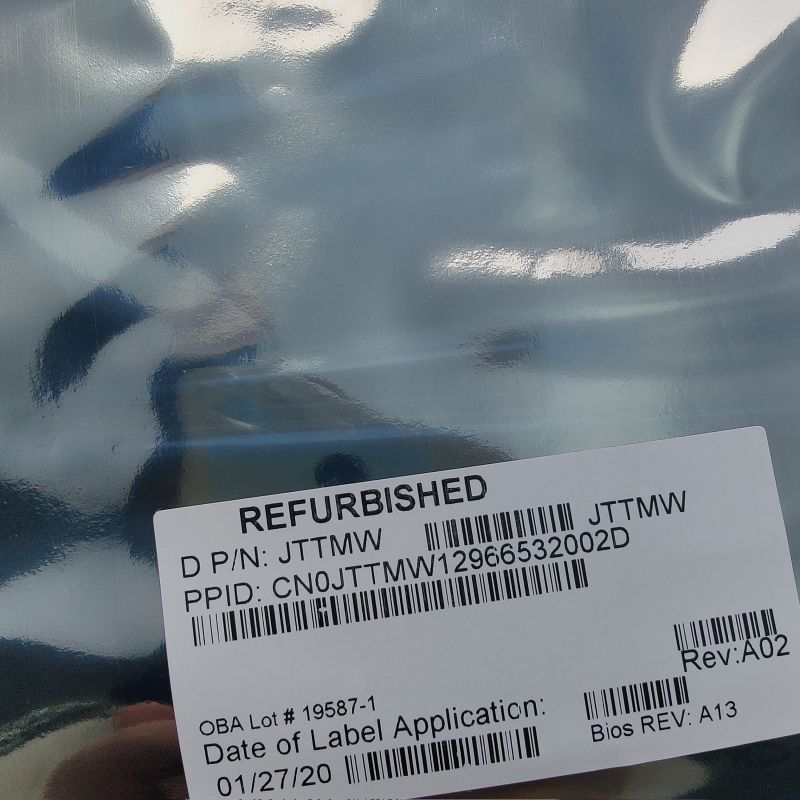 REFURBISHED
D P/N: JTTMW JTTMW
PPID: CN0JTTMW12966532002D
Rev:A02
OBA Lot # 19587-1
Date of Label Application:
Bios REV: A13
01/27/20